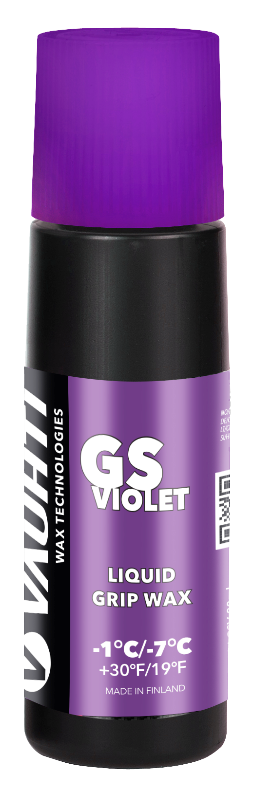 VAUHTI
WAX TECHNOLOGIES
GS
VIOLET
LIQUID
GRIP WAX
-1°C/-7°C
+30°F/19°F
MADE IN FINLAND